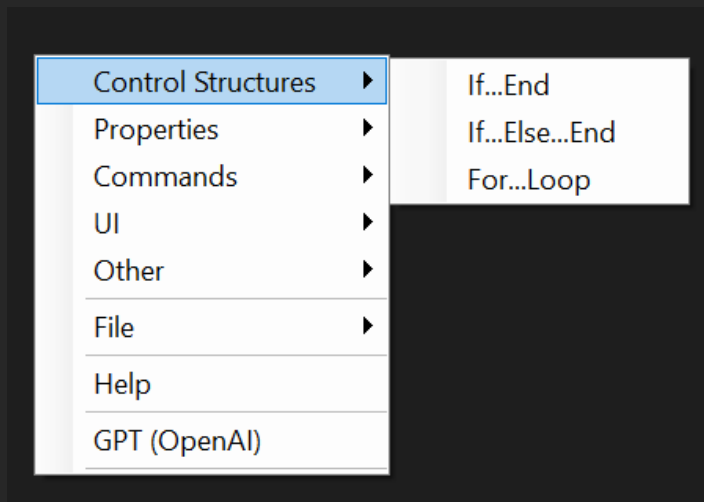 Control Structures
Properties
Commands
UI
Other
File
Help
GPT (OpenAI)
If...End
If...Else...End
For...Loop